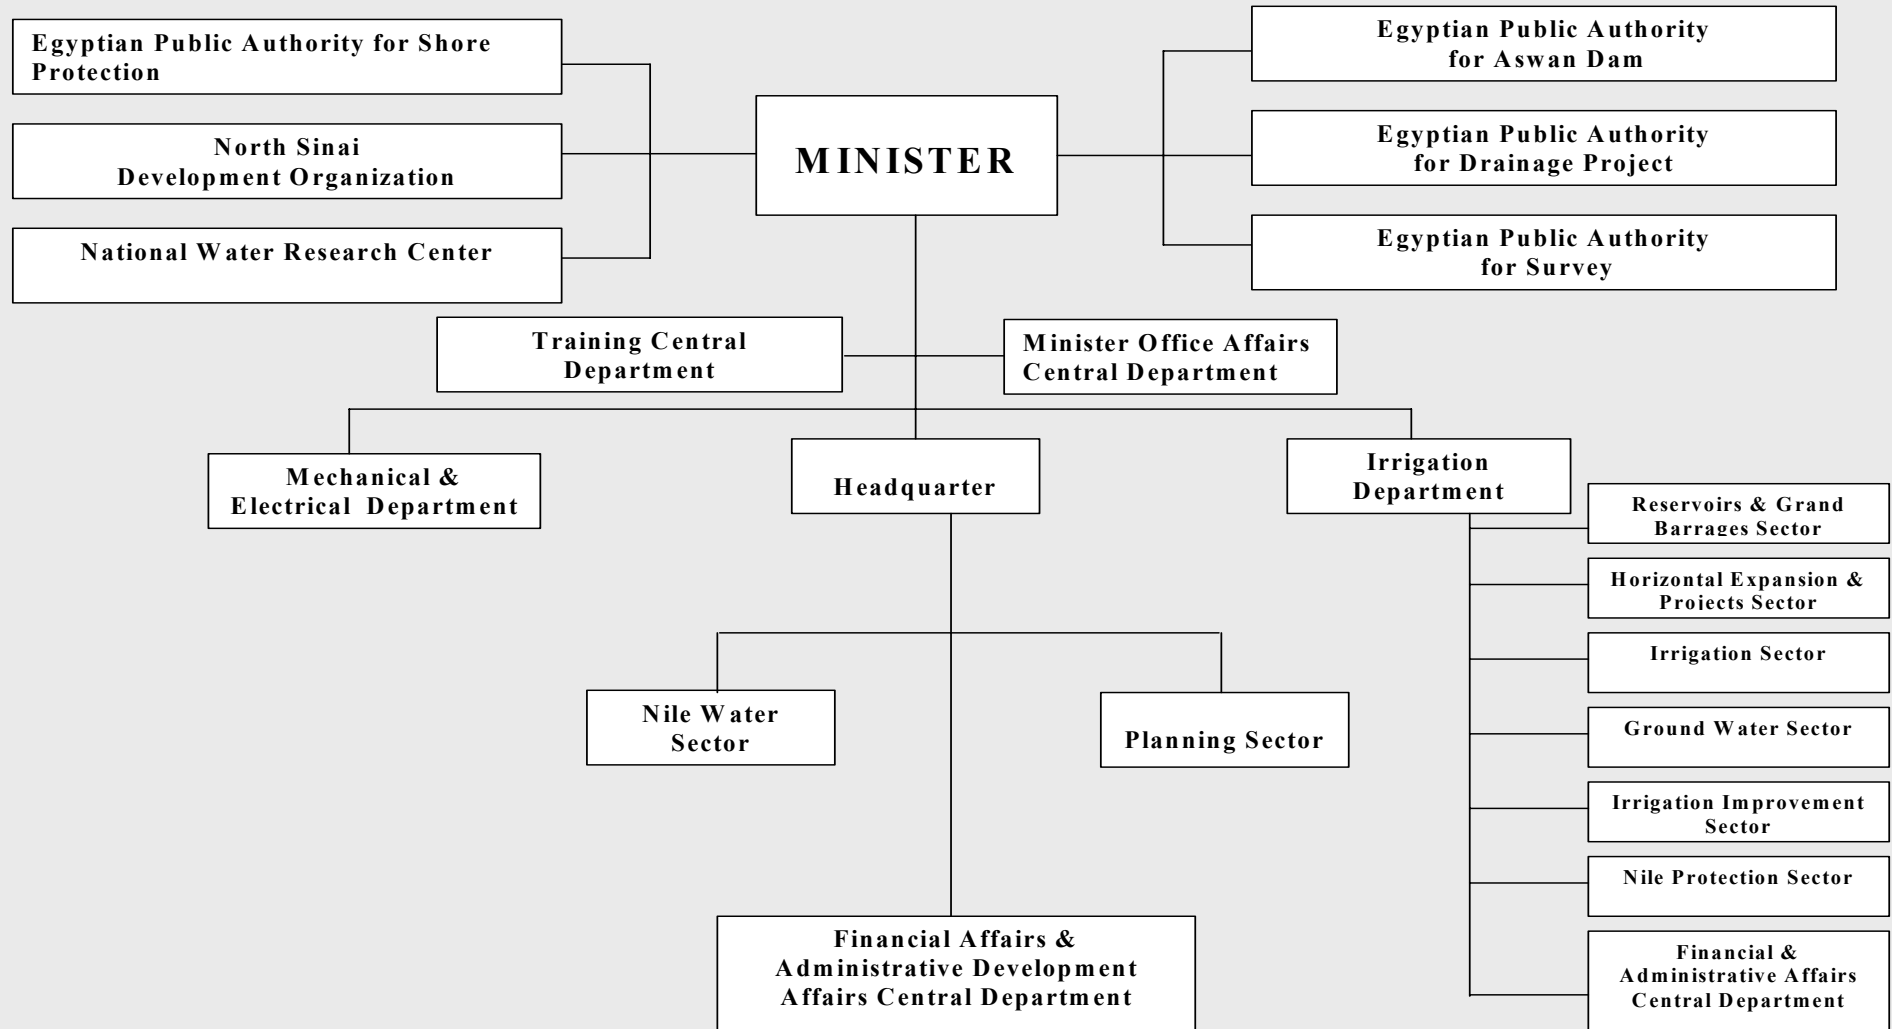 Egyptian Public Authority for Shore
Protection
North Sinai
Development Organization
National Water Research Center
MINISTER
Egyptian Public Authority
for Aswan Dam
Egyptian Public Authority
for Drainage Project
Egyptian Public Authority
for Survey
Training Central
Department
Minister Office Affairs
Central Department
Mechanical &
Electrical Department
Headquarter
Irrigation
Department
Reservoirs & Grand
Barrages Sector
Horizontal Expansion &
Projects Sector
Irrigation Sector
Ground Water Sector
Irrigation Improvement
Sector
Nile Protection Sector
Financial &
Administrative Affairs
Central Department
Nile Water
Sector
Planning Sector
Financial Affairs &
Administrative Development
Affairs Central Department